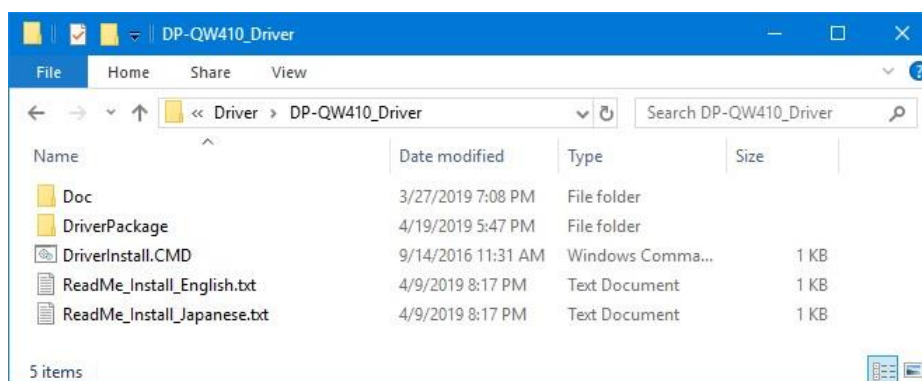 DP-QW410_Driver
File Home Share View
« Driver > DP-QW410_Driver Search DP-QW410_Driver
Name Date modified Type Size
Doc 3/27/2019 7:08 PM File folder
DriverPackage 4/19/2019 5:47 PM File folder
DriverInstall.CMD 9/14/2016 11:31 AM Windows Comma... 1 KB
ReadMe_Install_English.txt 4/9/2019 8:17 PM Text Document 1 KB
ReadMe_Install_Japanese.txt 4/9/2019 8:17 PM Text Document 1 KB
5 items